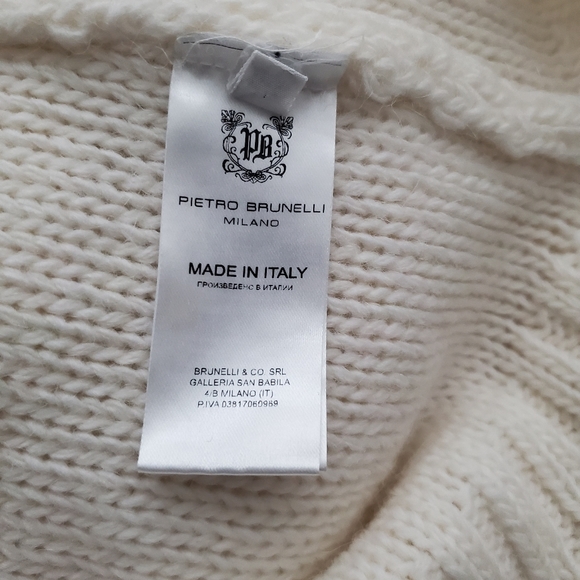 PB
PIETRO BRUNELLI
MILANO
MADE IN ITALY
ПРОИЗВЕДЕНО В ИТАЛИИ
BRUNELLI & CO. SRL
GALLERIA SAN BABILA
4/B MILANO (IT)
P.IVA 03817060969